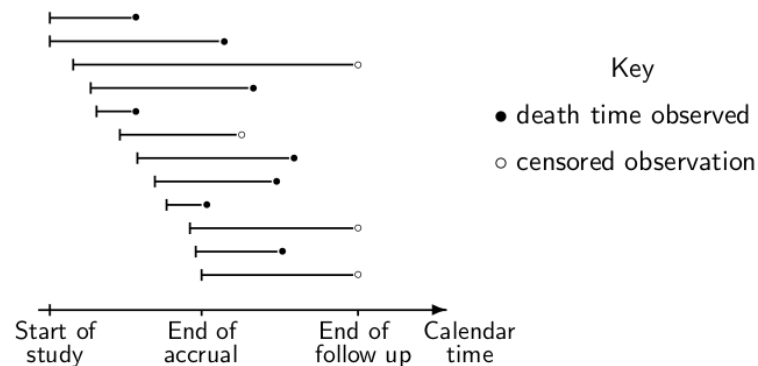 Key
death time observed
censored observation
Start of
study
End of
accrual
End of
follow up
Calendar
time